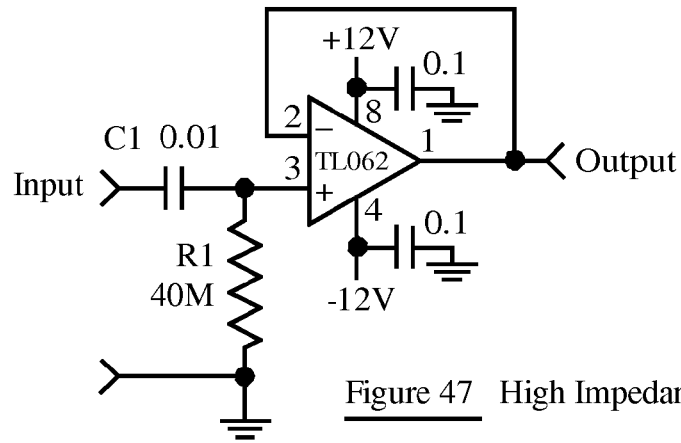 +12V
0.1
8
2
−
C1 0.01
TL062
1
3
+
Input
Output
4
0.1
R1
40M
-12V
Figure 47 High Impedan